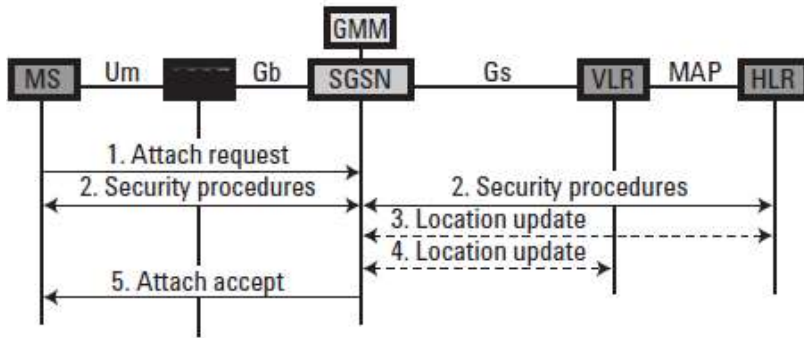 GMM
MS Um Gb SGSN Gs VLR MAP HLR
1. Attach request
2. Security procedures 2. Security procedures
3. Location update
4. Location update
5. Attach accept